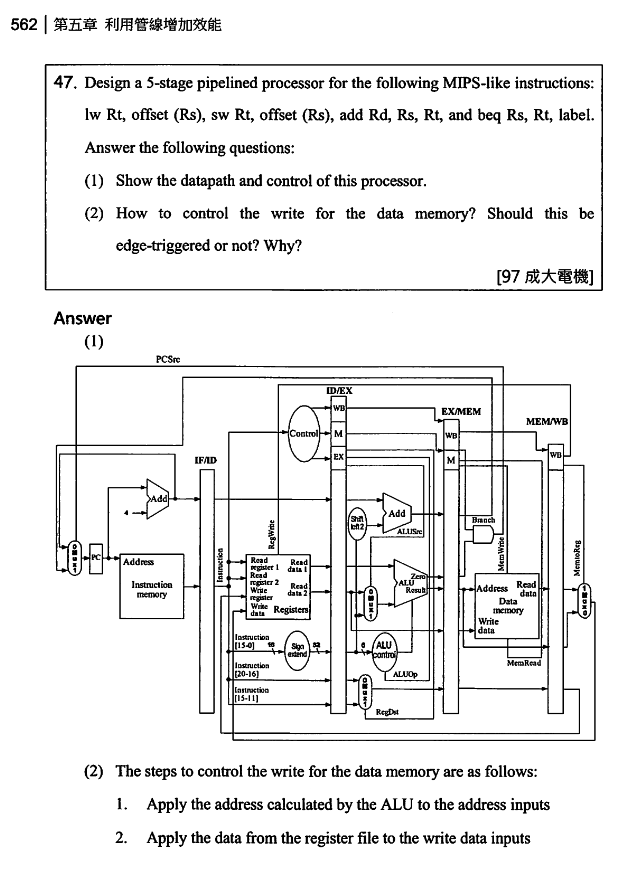 562 | 第五章 利用管線增加效能
47. Design a 5-stage pipelined processor for the following MIPS-like instructions:
lw Rt, offset (Rs), sw Rt, offset (Rs), add Rd, Rs, Rt, and beq Rs, Rt, label.
Answer the following questions:
(1) Show the datapath and control of this processor.
(2) How to control the write for the data memory? Should this be
edge-triggered or not? Why?
[97 成大電機]
Answer
(1)
PCSrc
ID/EX
WB
EX/MEM
Control
M
WB
MEM/WB
EX
M
WB
IF/ID
Add
4
Add
Shift
left 2
ALUSrc
Branch
RegWrite
MemWrite
MemtoReg
0
M
u
x
1
PC
Address
Instruction
memory
Instruction
Read
register 1
Read
data 1
Read
register 2
Write
register
Read
data 2
Write
data
Registers
0
M
u
x
1
Zero
ALU
Result
Address
Read
data
Data
memory
Write
data
1
M
u
x
0
Instruction
[15-0]
16
Sign
extend
32
6
ALU
control
MemRead
Instruction
[20-16]
ALUOp
Instruction
[15-11]
0
M
u
x
1
RegDst
(2) The steps to control the write for the data memory are as follows:
1. Apply the address calculated by the ALU to the address inputs
2. Apply the data from the register file to the write data inputs